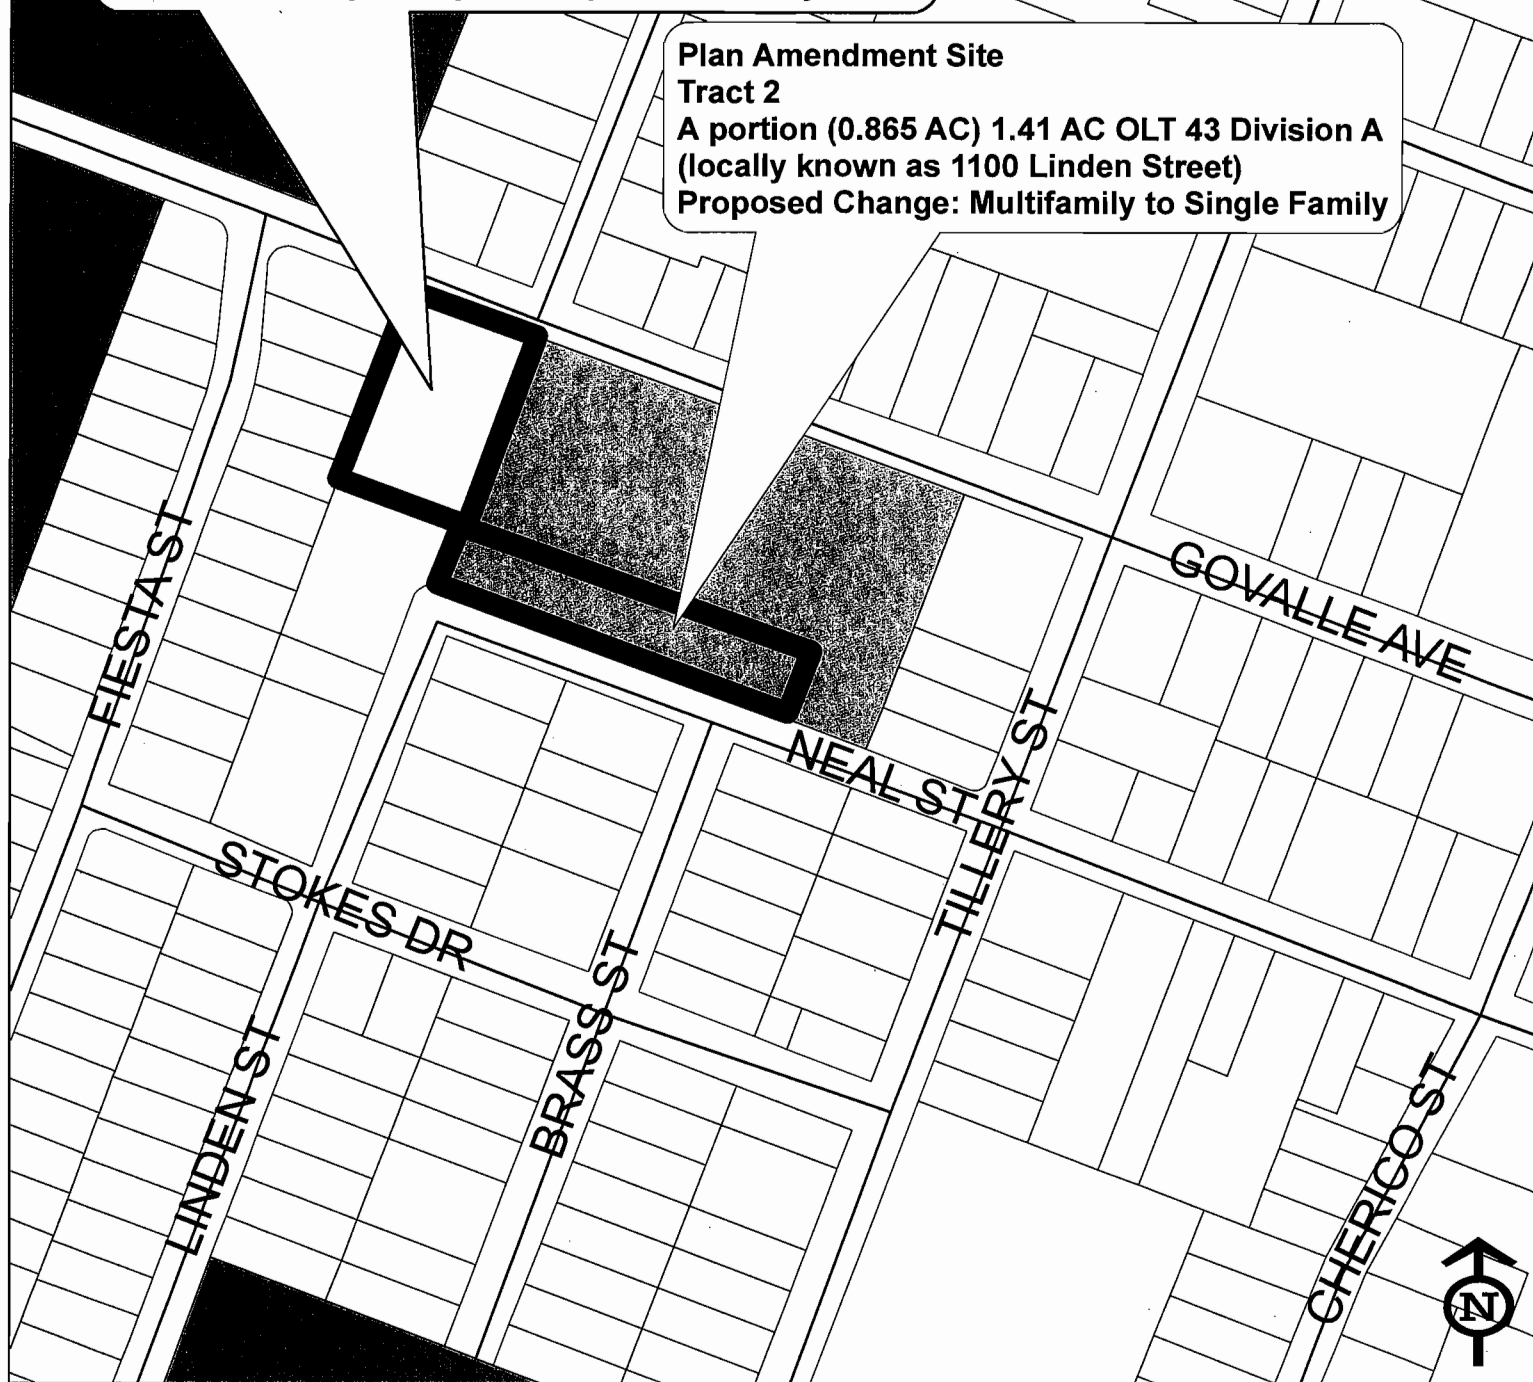 Plan Amendment Site
Tract 2
A portion (0.865 AC) 1.41 AC OLT 43 Division A
(locally known as 1100 Linden Street)
Proposed Change: Multifamily to Single Family
GOVALLE AVE
FIESTA ST
NEAL ST
TILLERY ST
STOKES DR
BRASS ST
LINDEN ST
CHERICO ST
N